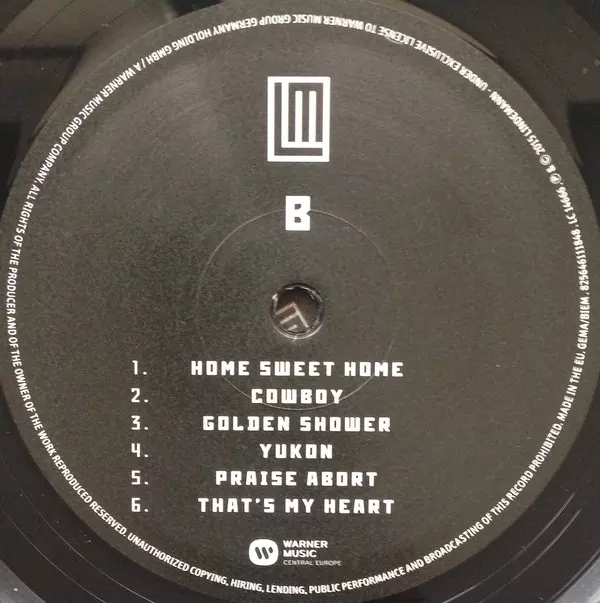 B
1. HOME SWEET HOME
2. COWBOY
3. GOLDEN SHOWER
4. YUKON
5. PRAISE ABORT
6. THAT'S MY HEART
WARNER
MUSIC
CENTRAL EUROPE
℗ & © 2015 LINDEMANN - UNDER EXCLUSIVE LICENSE TO WARNER MUSIC GROUP GERMANY HOLDING GMBH / A WARNER MUSIC GROUP COMPANY. ALL RIGHTS OF THE PRODUCER AND OF THE OWNER OF THE WORK REPRODUCED RESERVED. UNAUTHORIZED COPYING, HIRING, LENDING, PUBLIC PERFORMANCE AND BROADCASTING OF THIS RECORD PROHIBITED. MADE IN THE EU. GEMA/BIEM. 825646111848. LC 14666